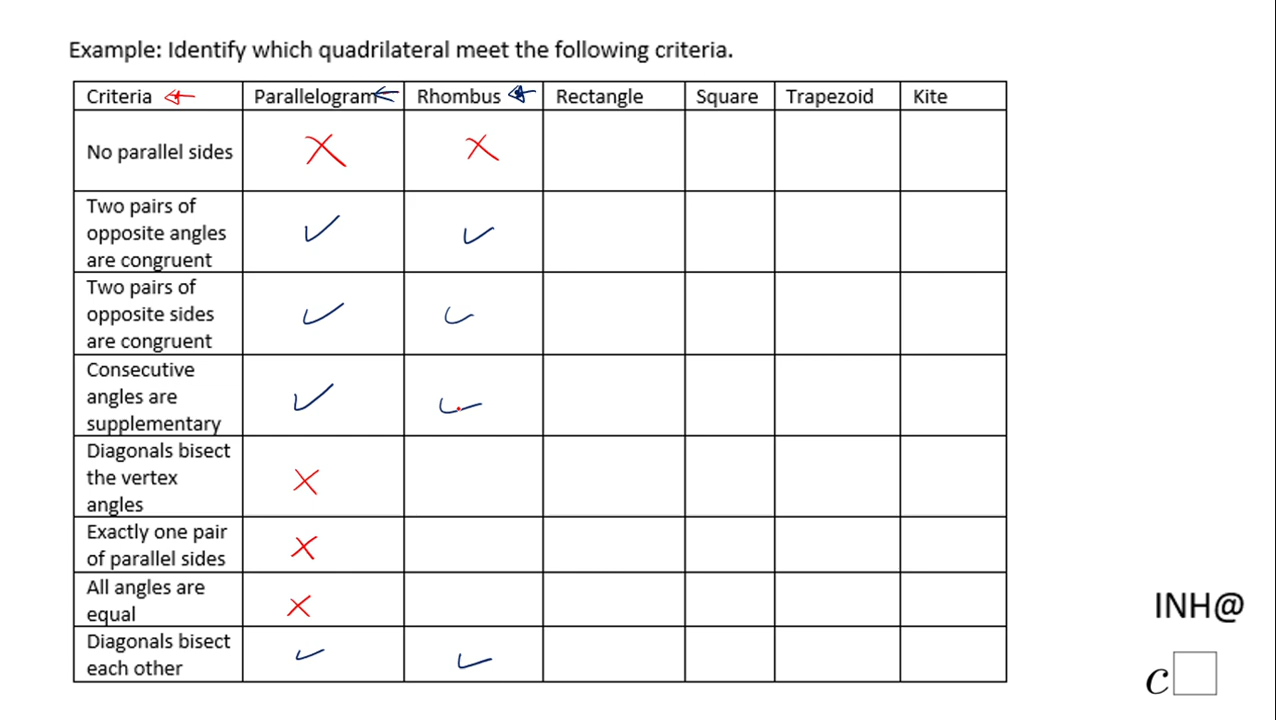 Example: Identify which quadrilateral meet the following criteria.
Criteria Parallelogram Rhombus Rectangle Square Trapezoid Kite
No parallel sides
Two pairs of
opposite angles
are congruent
Two pairs of
opposite sides
are congruent
Consecutive
angles are
supplementary
Diagonals bisect
the vertex
angles
Exactly one pair
of parallel sides
All angles are
equal
Diagonals bisect
each other
INH@
c